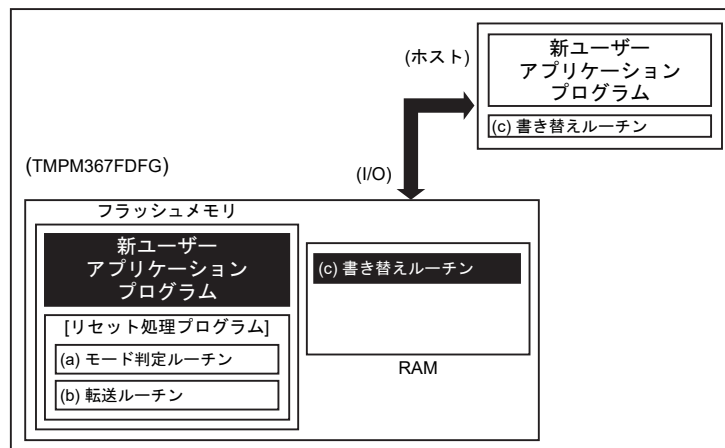 (ホスト)
新ユーザー
アプリケーション
プログラム
(c) 書き替えルーチン
(TMPM367FDFG)
(I/O)
フラッシュメモリ
新ユーザー
アプリケーション
プログラム
[リセット処理プログラム]
(a) モード判定ルーチン
(b) 転送ルーチン
(c) 書き替えルーチン
RAM